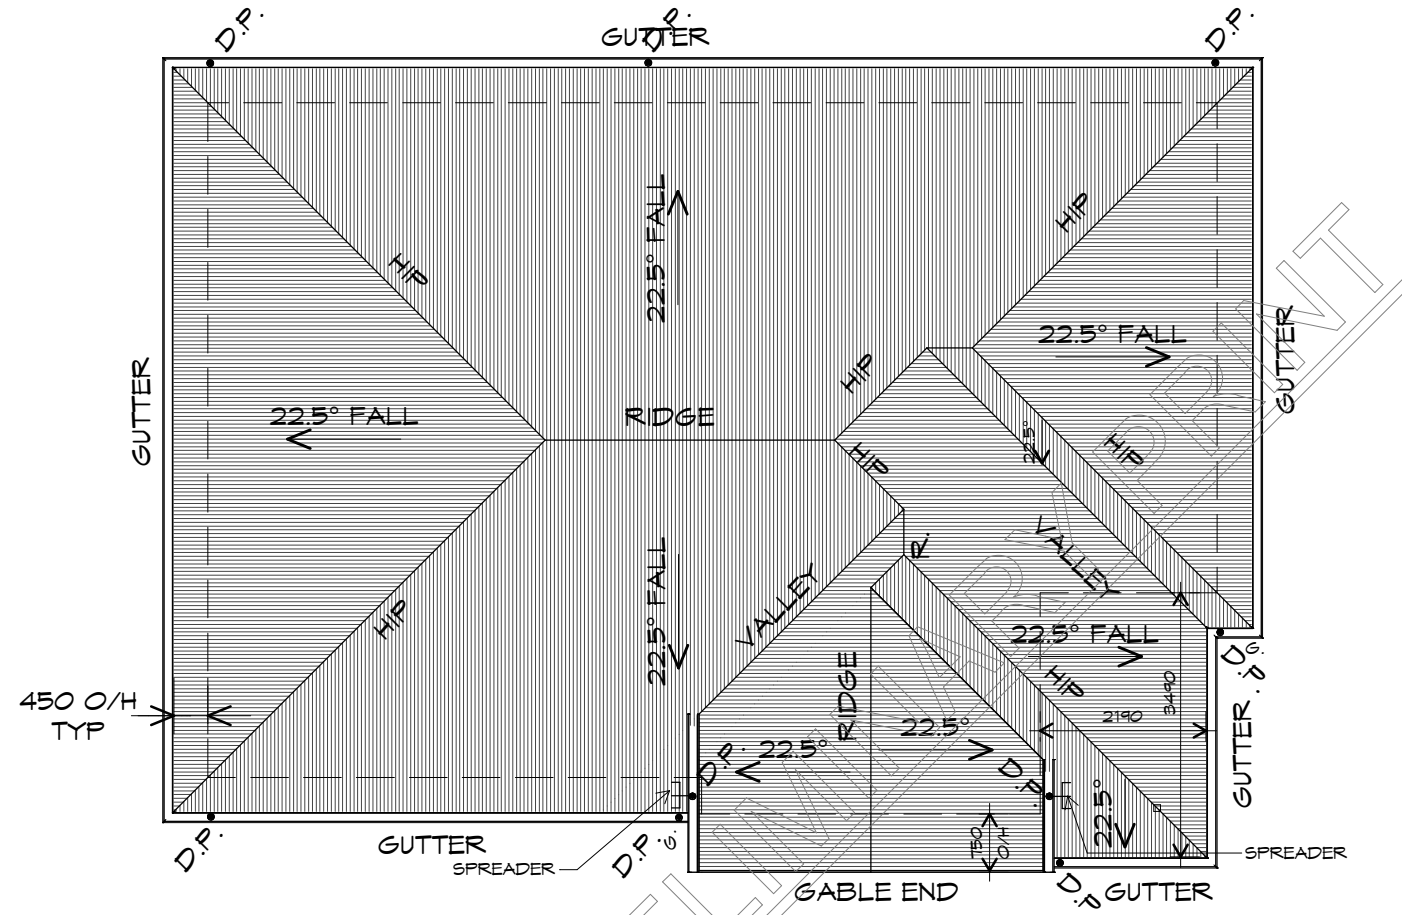 D.P.
D.P.
GUTTER
D.P.
HIP
22.5° FALL
HIP
GUTTER
22.5° FALL
RIDGE
HIP
22.5° FALL
GUTTER
HIP
22.5°
HIP
R.
VALLEY
VALLEY
22.5° FALL
HIP
22.5° FALL
D.P.
G.
HIP
RIDGE
450 O/H
TYP
2190
3490
GUTTER
22.5°
22.5°
D.P.
D.P.
22.5°
750
O/H
D.P.
GUTTER
D.P.
G.
SPREADER
SPREADER
GABLE END
D.P.
GUTTER
PRELIMINARY PRINT